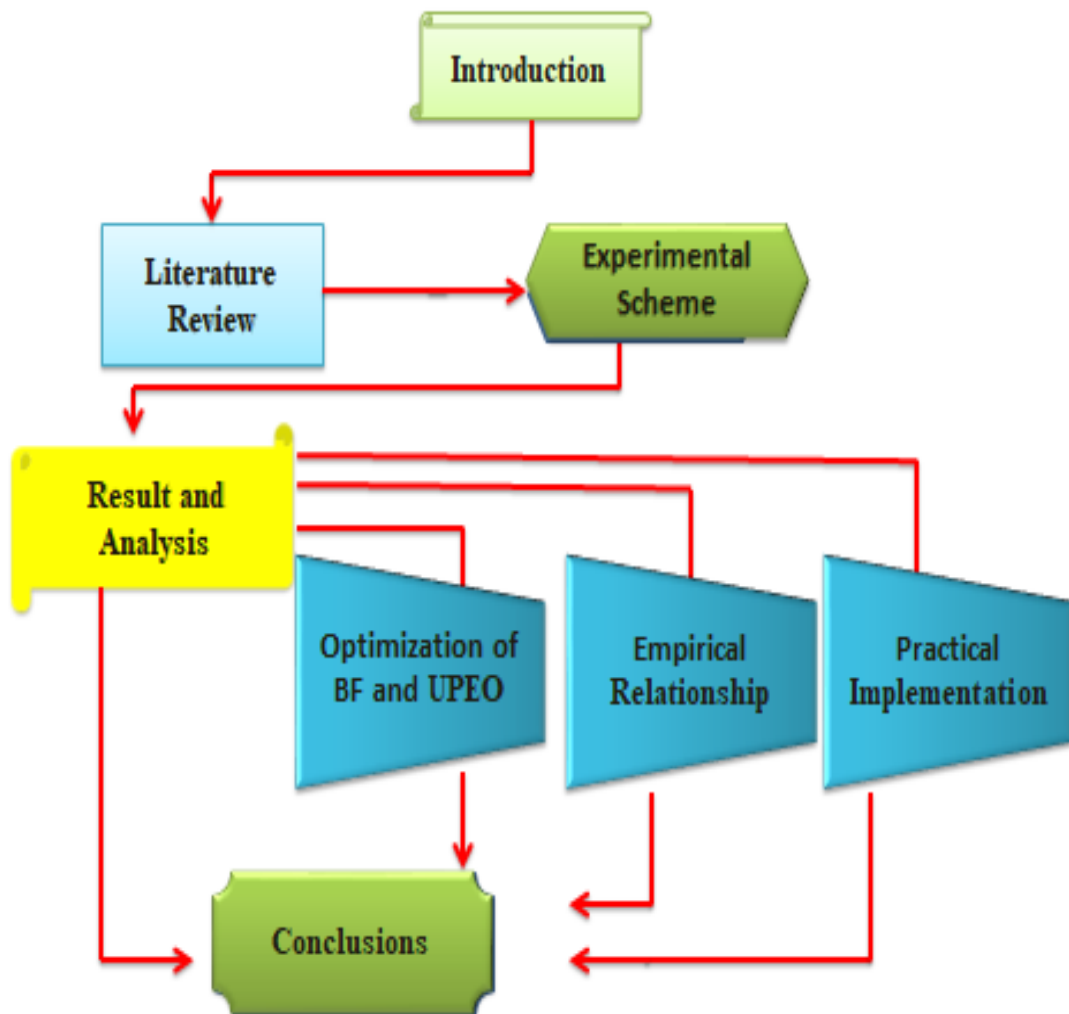 Introduction
Literature
Review
Experimental
Scheme
Result and
Analysis
Optimization of
BF and UPEO
Empirical
Relationship
Practical
Implementation
Conclusions